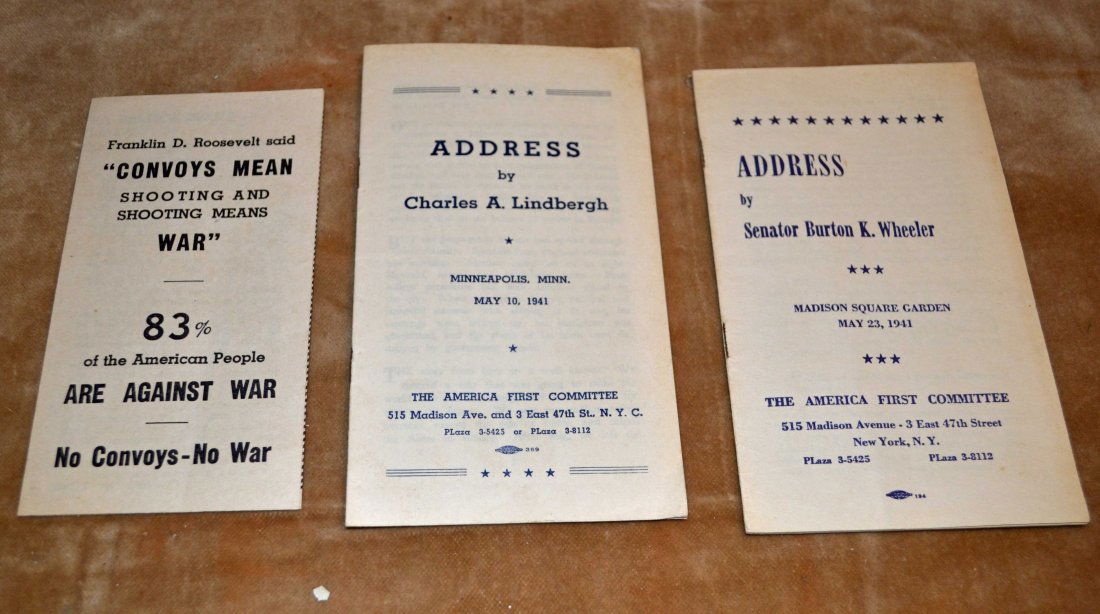 Franklin D. Roosevelt said
"CONVOYS MEAN
SHOOTING AND
SHOOTING MEANS
WAR"
83%
of the American People
ARE AGAINST WAR
No Convoys-No War
ADDRESS
by
Charles A. Lindbergh
MINNEAPOLIS, MINN.
MAY 10, 1941
THE AMERICA FIRST COMMITTEE
515 Madison Ave. and 3 East 47th St., N. Y. C.
PLaza 3-5425 or PLaza 3-8112
369
ADDRESS
by
Senator Burton K. Wheeler
MADISON SQUARE GARDEN
MAY 23, 1941
THE AMERICA FIRST COMMITTEE
515 Madison Avenue - 3 East 47th Street
New York, N. Y.
PLaza 3-5425 PLaza 3-8112
194